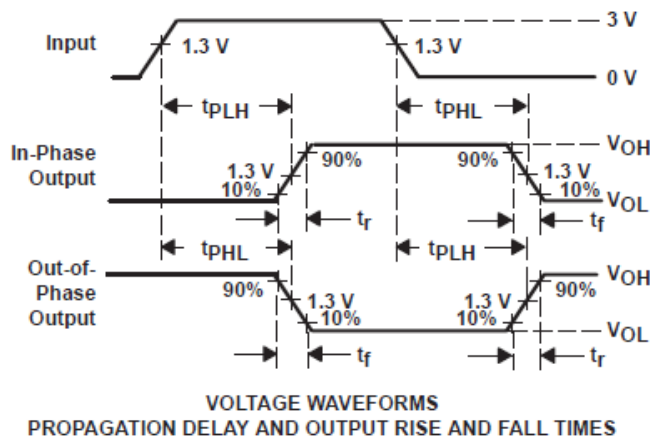 3 V
Input
1.3 V
1.3 V
0 V
tPLH
tPHL
In-Phase
Output
VOH
90%
90%
1.3 V
1.3 V
10%
10%
VOL
tr
tf
tPHL
tPLH
Out-of-
Phase
Output
VOH
90%
90%
1.3 V
1.3 V
10%
10%
VOL
tf
tr
VOLTAGE WAVEFORMS
PROPAGATION DELAY AND OUTPUT RISE AND FALL TIMES